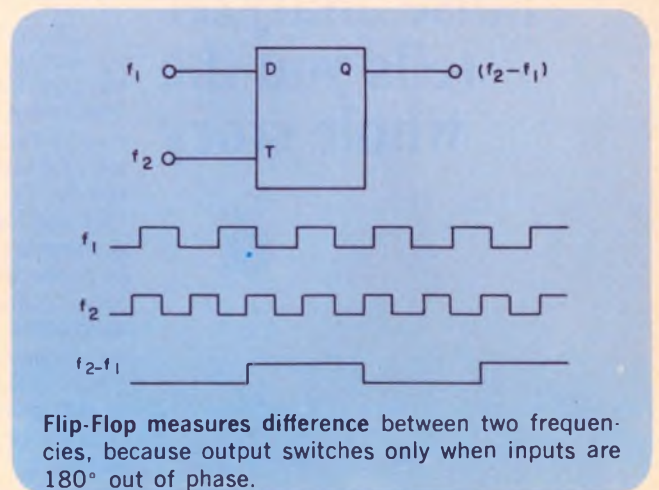 f₁ D Q (f₂–f₁)
f₂ T
f₁
f₂
f₂–f₁
Flip-Flop measures difference between two frequen-
cies, because output switches only when inputs are
180° out of phase.